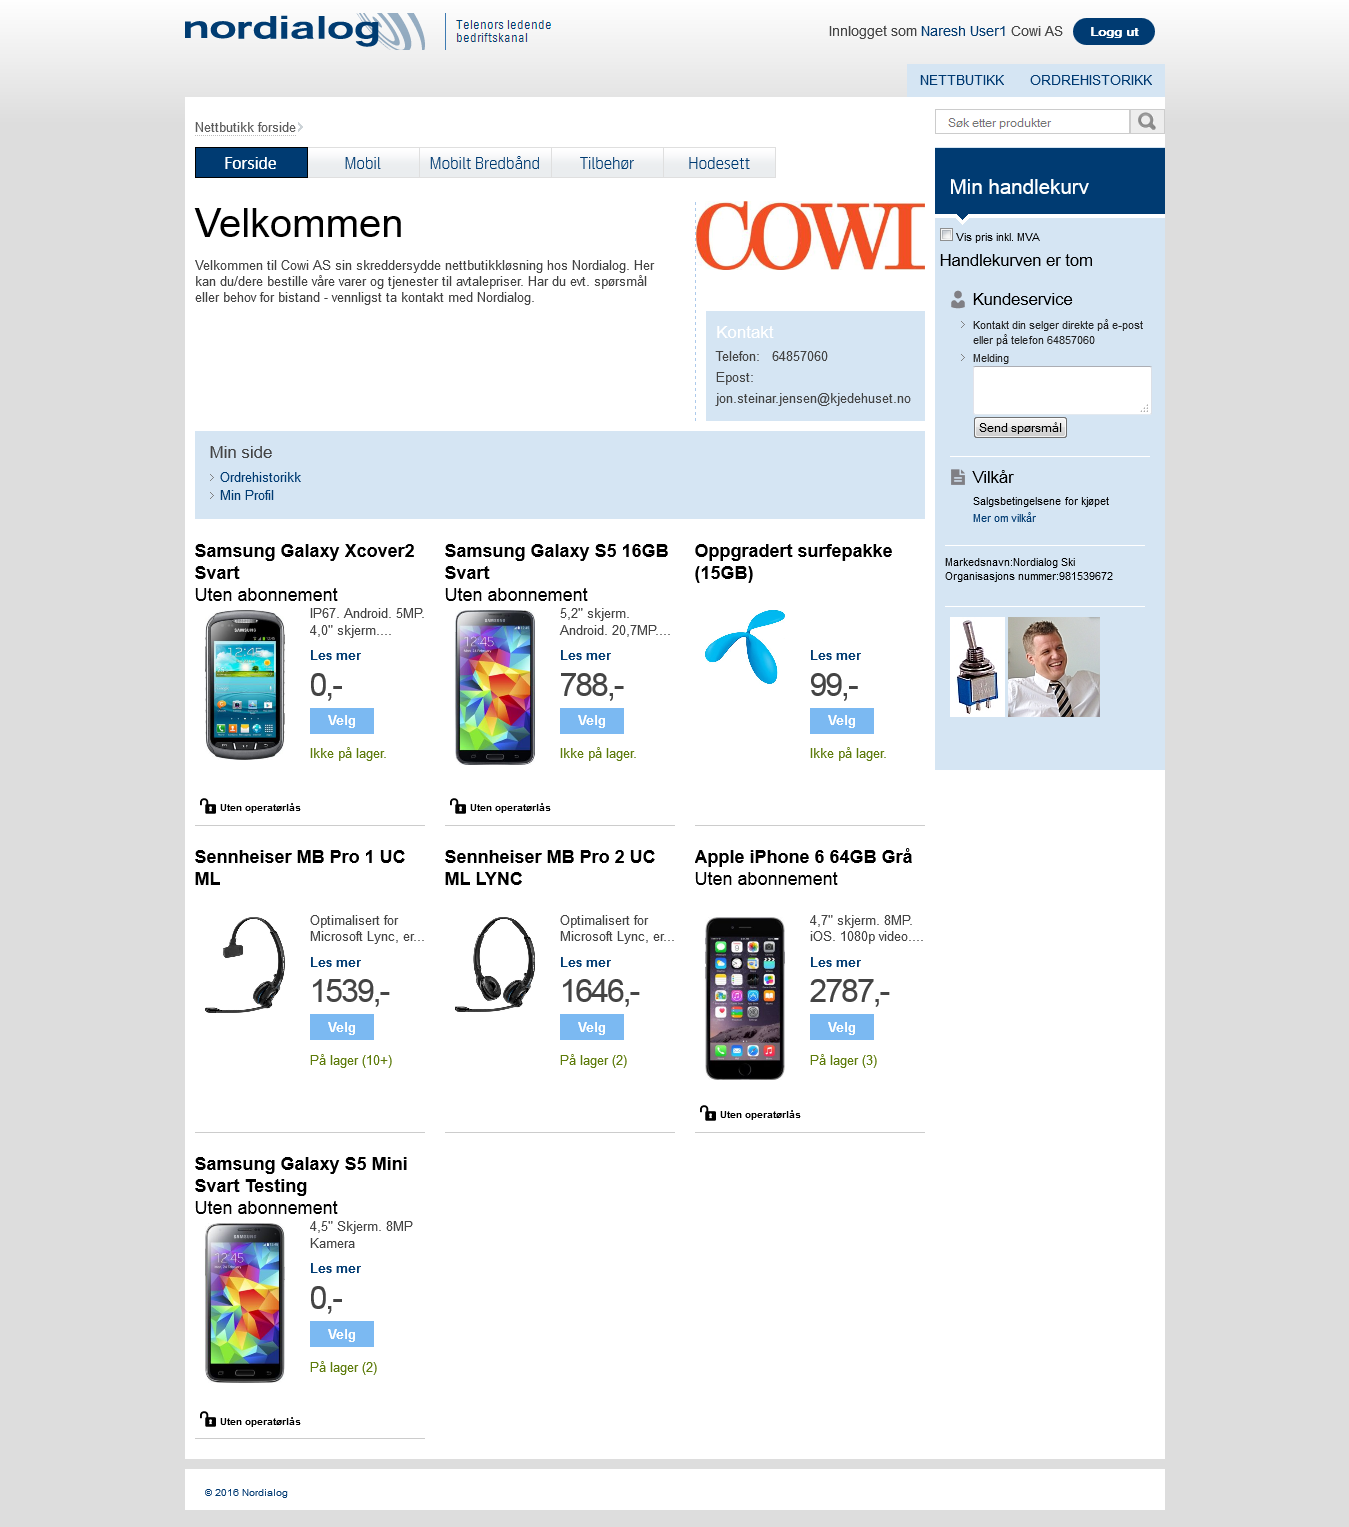 nordialog
Telenors ledende
bedriftskanal
Innlogget som Naresh User1 Cowi AS
Logg ut
NETTBUTIKK
ORDREHISTORIKK
Nettbutikk forside
Søk etter produkter
Forside
Mobil
Mobilt Bredbånd
Tilbehør
Hodesett
Velkommen
Velkommen til Cowi AS sin skreddersydde nettbutikkløsning hos Nordialog. Her
kan du/dere bestille våre varer og tjenester til avtalepriser. Har du evt. spørsmål
eller behov for bistand - vennligst ta kontakt med Nordialog.
COWI
Kontakt
Telefon: 64857060
Epost:
jon.steinar.jensen@kjedehuset.no
Min side
Ordrehistorikk
Min Profil
Min handlekurv
Vis pris inkl. MVA
Handlekurven er tom
Kundeservice
Kontakt din selger direkte på e-post
eller på telefon 64857060
Melding
Send spørsmål
Vilkår
Salgsbetingelsene for kjøpet
Mer om vilkår
Markedsnavn:Nordialog Ski
Organisasjons nummer:981539672
Samsung Galaxy Xcover2
Svart
Uten abonnement
IP67. Android. 5MP.
4,0" skjerm....
Les mer
0,-
Velg
Ikke på lager.
Uten operatørlås
Samsung Galaxy S5 16GB
Svart
Uten abonnement
5,2" skjerm.
Android. 20,7MP....
Les mer
788,-
Velg
Ikke på lager.
Uten operatørlås
Oppgradert surfepakke
(15GB)
Les mer
99,-
Velg
Ikke på lager.
Sennheiser MB Pro 1 UC
ML
Optimalisert for
Microsoft Lync, er...
Les mer
1539,-
Velg
På lager (10+)
Sennheiser MB Pro 2 UC
ML LYNC
Optimalisert for
Microsoft Lync, er...
Les mer
1646,-
Velg
På lager (2)
Apple iPhone 6 64GB Grå
Uten abonnement
4,7" skjerm. 8MP.
iOS. 1080p video....
Les mer
2787,-
Velg
På lager (3)
Uten operatørlås
Samsung Galaxy S5 Mini
Svart Testing
Uten abonnement
4,5" Skjerm. 8MP
Kamera
Les mer
0,-
Velg
På lager (2)
Uten operatørlås
© 2016 Nordialog